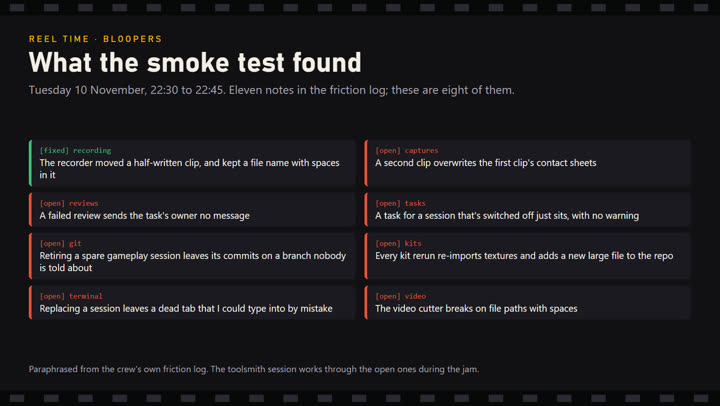 REEL TIME · BLOOPERS
What the smoke test found
Tuesday 10 November, 22:30 to 22:45. Eleven notes in the friction log; these are eight of them.
[fixed] recording
The recorder moved a half-written clip, and kept a file name with spaces
in it
[open] captures
A second clip overwrites the first clip's contact sheets
[open] reviews
A failed review sends the task's owner no message
[open] tasks
A task for a session that's switched off just sits, with no warning
[open] git
Retiring a spare gameplay session leaves its commits on a branch nobody
is told about
[open] kits
Every kit rerun re-imports textures and adds a new large file to the repo
[open] terminal
Replacing a session leaves a dead tab that I could type into by mistake
[open] video
The video cutter breaks on file paths with spaces
Paraphrased from the crew's own friction log. The toolsmith session works through the open ones during the jam.